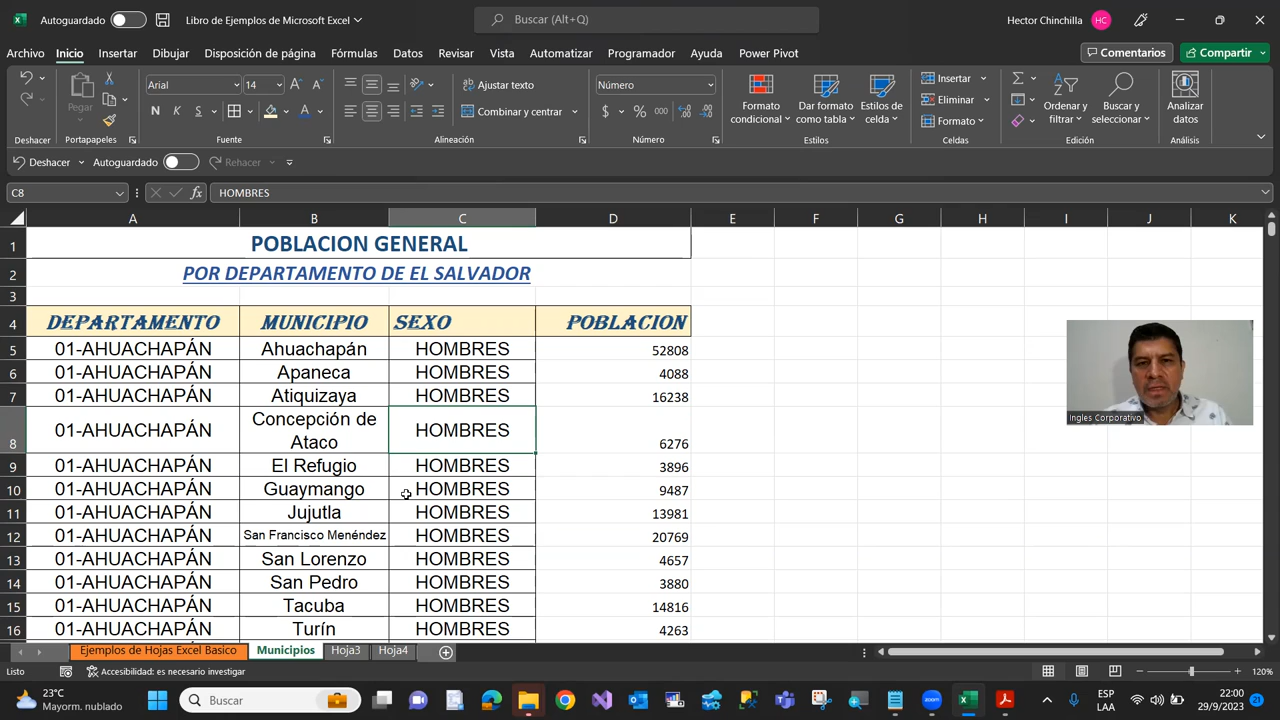 Autoguardado
Libro de Ejemplos de Microsoft Excel
Buscar (Alt+Q)
Hector Chinchilla
HC
Archivo Inicio Insertar Dibujar Disposición de página Fórmulas Datos Revisar Vista Automatizar Programador Ayuda Power Pivot
Comentarios
Compartir
Pegar
Arial
14
N K S
Ajustar texto
Combinar y centrar
Número
$ % 000
Formato condicional
Dar formato como tabla
Estilos de celda
Insertar
Eliminar
Formato
Ordenar y filtrar
Buscar y seleccionar
Analizar datos
Deshacer Portapapeles Fuente Alineación Número Estilos Celdas Edición Análisis
Deshacer Autoguardado Rehacer
C8 fx HOMBRES
A B C D E F G H I J K
1 POBLACION GENERAL
2 POR DEPARTAMENTO DE EL SALVADOR
3
4 DEPARTAMENTO MUNICIPIO SEXO POBLACION
5 01-AHUACHAPÁN Ahuachapán HOMBRES 52808
6 01-AHUACHAPÁN Apaneca HOMBRES 4088
7 01-AHUACHAPÁN Atiquizaya HOMBRES 16238
8 01-AHUACHAPÁN Concepción de Ataco HOMBRES 6276
9 01-AHUACHAPÁN El Refugio HOMBRES 3896
10 01-AHUACHAPÁN Guaymango HOMBRES 9487
11 01-AHUACHAPÁN Jujutla HOMBRES 13981
12 01-AHUACHAPÁN San Francisco Menéndez HOMBRES 20769
13 01-AHUACHAPÁN San Lorenzo HOMBRES 4657
14 01-AHUACHAPÁN San Pedro HOMBRES 3880
15 01-AHUACHAPÁN Tacuba HOMBRES 14816
16 01-AHUACHAPÁN Turín HOMBRES 4263
Ingles Corporativo
Ejemplos de Hojas Excel Basico Municipios Hoja3 Hoja4
Listo
Accesibilidad: es necesario investigar
120%
23°C
Mayorm. nublado
Buscar
ESP
LAA
22:00
29/9/2023
21